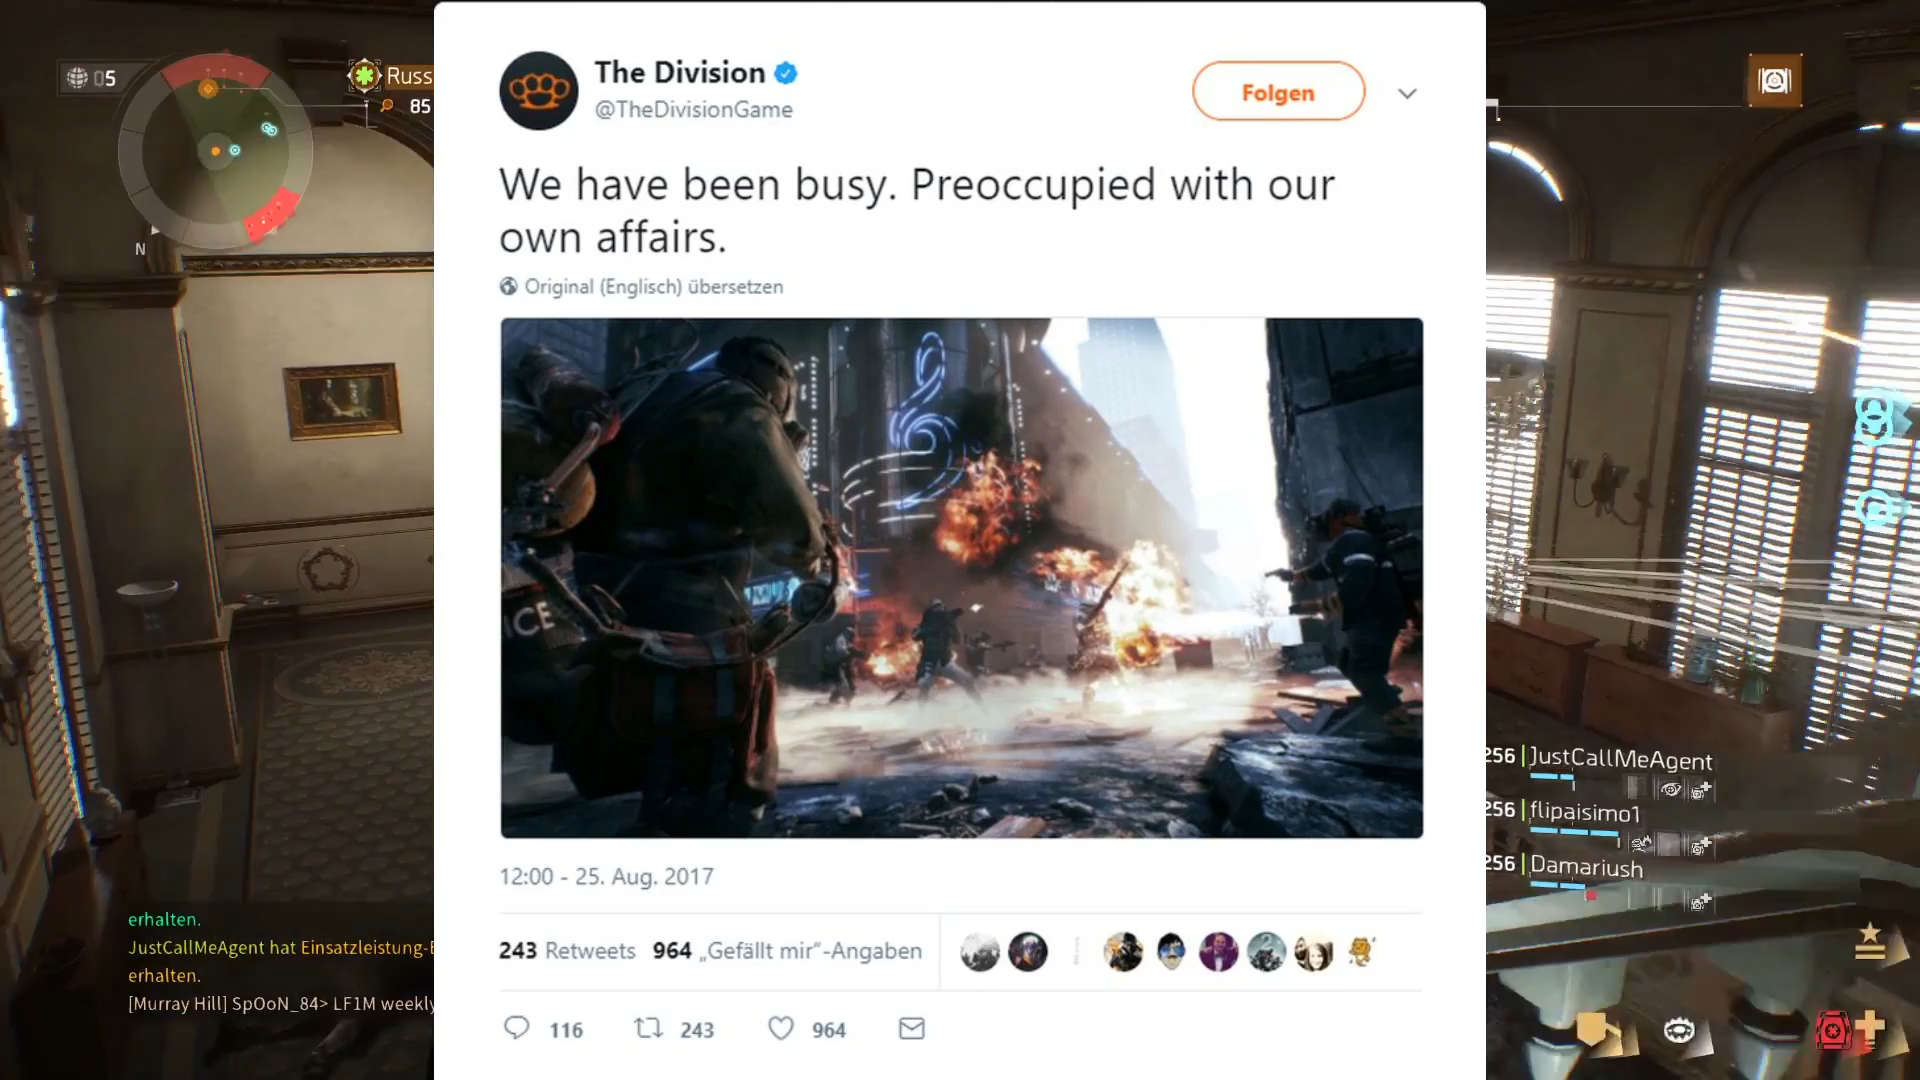 05
N
Russ
85
The Division
@TheDivisionGame
Folgen
We have been busy. Preoccupied with our
own affairs.
Original (Englisch) übersetzen
ICE
12:00 - 25. Aug. 2017
243 Retweets 964 „Gefällt mir“-Angaben
116 243 964
erhalten.
JustCallMeAgent hat Einsatzleistung-
erhalten.
[Murray Hill] SpOoN_84> LF1M weekly
256 JustCallMeAgent
256 flipaisimo1
256 Damariush